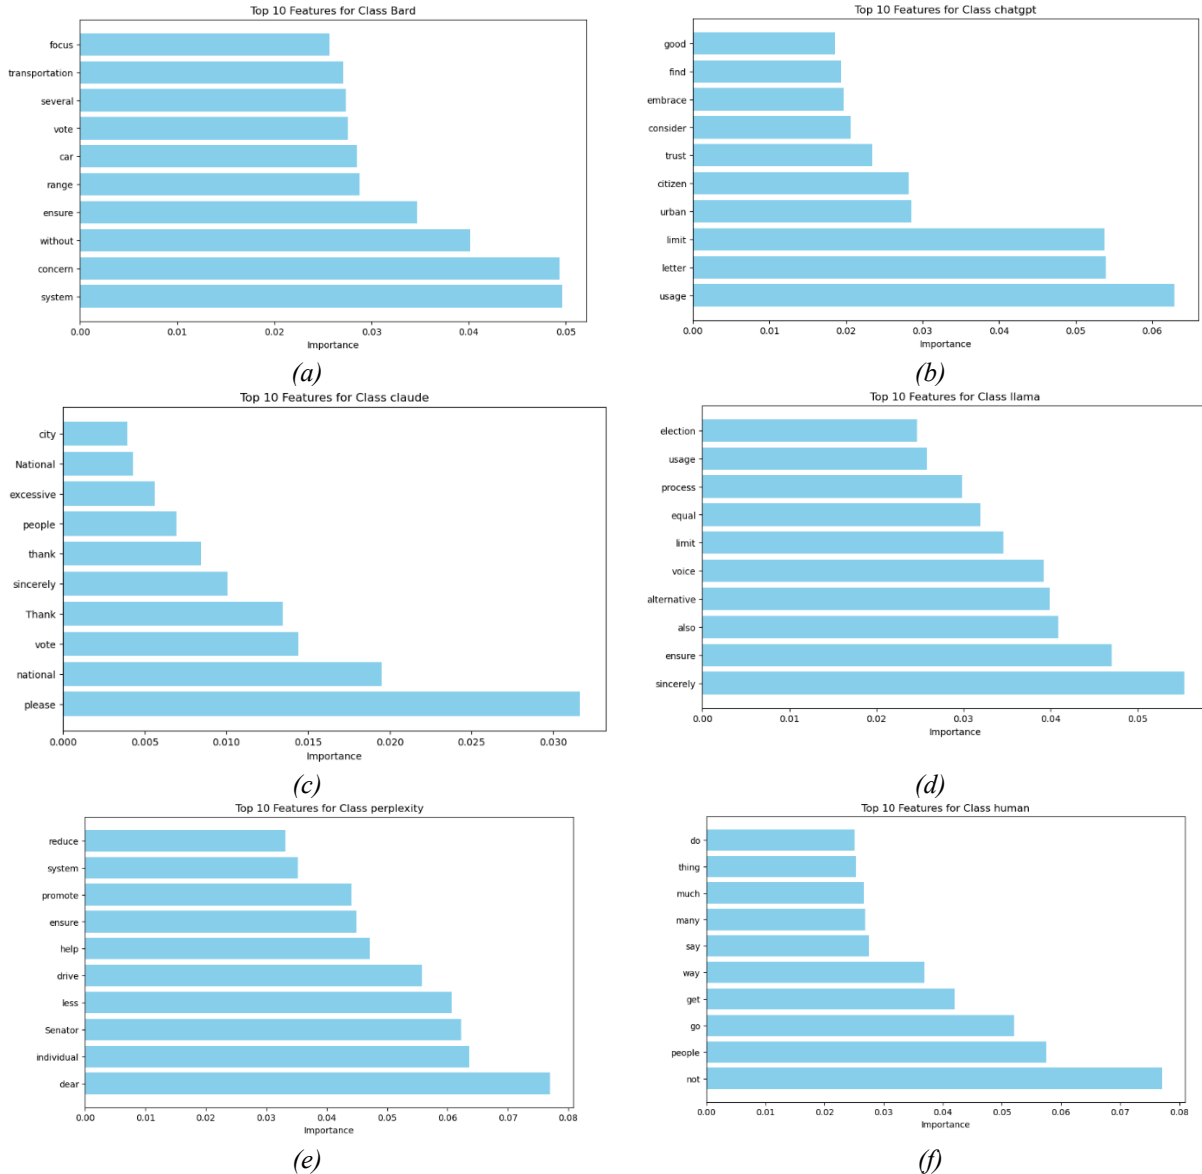 Top 10 Features for Class Bard
focus
transportation
several
vote
car
range
ensure
without
concern
system
0.00 0.01 0.02 0.03 0.04 0.05
Importance
(a)
Top 10 Features for Class chatgpt
good
find
embrace
consider
trust
citizen
urban
limit
letter
usage
0.00 0.01 0.02 0.03 0.04 0.05 0.06
Importance
(b)
Top 10 Features for Class claude
city
National
excessive
people
thank
sincerely
Thank
vote
national
please
0.000 0.005 0.010 0.015 0.020 0.025 0.030
Importance
(c)
Top 10 Features for Class llama
election
usage
process
equal
limit
voice
alternative
also
ensure
sincerely
0.00 0.01 0.02 0.03 0.04 0.05
Importance
(d)
Top 10 Features for Class perplexity
reduce
system
promote
ensure
help
drive
less
Senator
individual
dear
0.00 0.01 0.02 0.03 0.04 0.05 0.06 0.07 0.08
Importance
(e)
Top 10 Features for Class human
do
thing
much
many
say
way
get
go
people
not
0.00 0.01 0.02 0.03 0.04 0.05 0.06 0.07 0.08
Importance
(f)